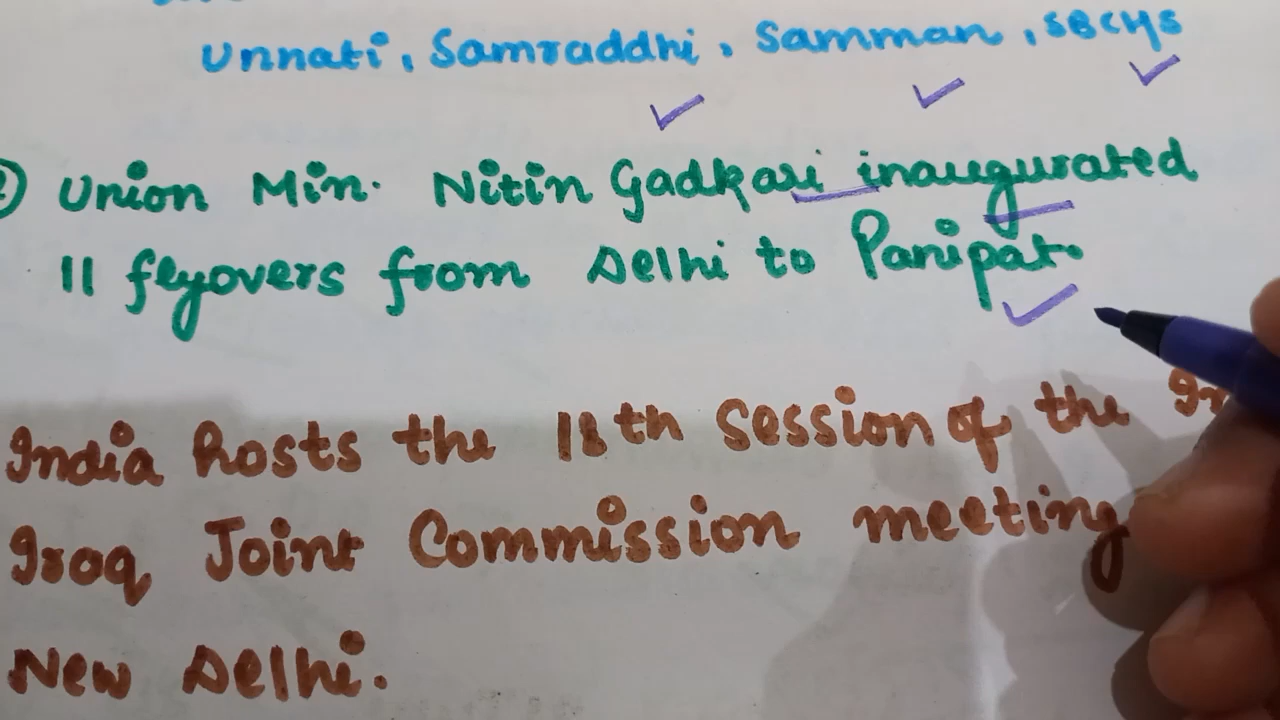 Unnati, Samraddhi, Samman, SBCHS
Union Min. Nitin Gadkari inaugurated
11 flyovers from Delhi to Panipat.
India hosts the 18th Session of the
Iraq Joint Commission meeting
New Delhi.